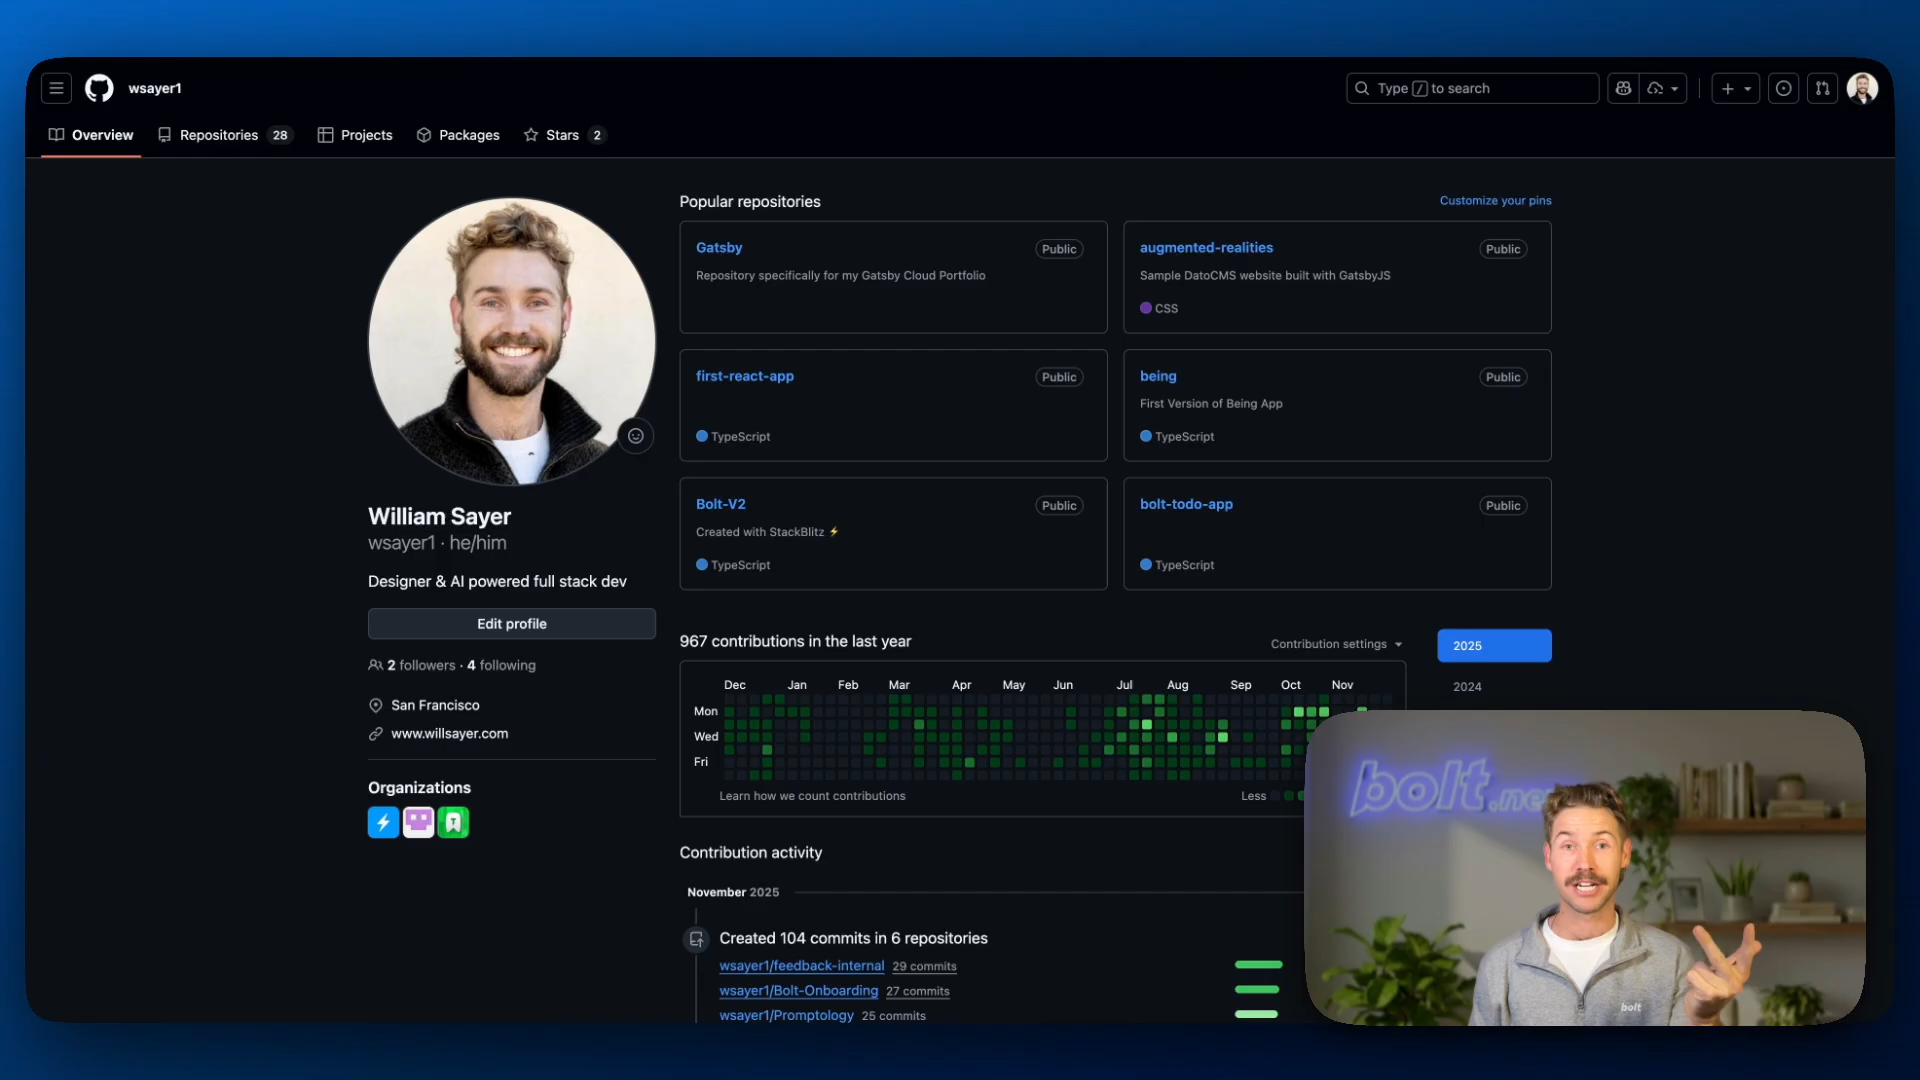 wsayer1
Type / to search
Overview
Repositories 28
Projects
Packages
Stars 2
William Sayer
wsayer1 · he/him
Designer & AI powered full stack dev
Edit profile
2 followers · 4 following
San Francisco
www.willsayer.com
Organizations
Popular repositories
Customize your pins
Gatsby
Public
Repository specifically for my Gatsby Cloud Portfolio
augmented-realities
Public
Sample DatoCMS website built with GatsbyJS
CSS
first-react-app
Public
TypeScript
being
Public
First Version of Being App
TypeScript
Bolt-V2
Public
Created with StackBlitz ⚡
TypeScript
bolt-todo-app
Public
TypeScript
967 contributions in the last year
Contribution settings
2025
2024
Dec Jan Feb Mar Apr May Jun Jul Aug Sep Oct Nov
Mon
Wed
Fri
Learn how we count contributions
Less
Contribution activity
November 2025
Created 104 commits in 6 repositories
wsayer1/feedback-internal 29 commits
wsayer1/Bolt-Onboarding 27 commits
wsayer1/Promptology 25 commits
bolt.ne
bolt